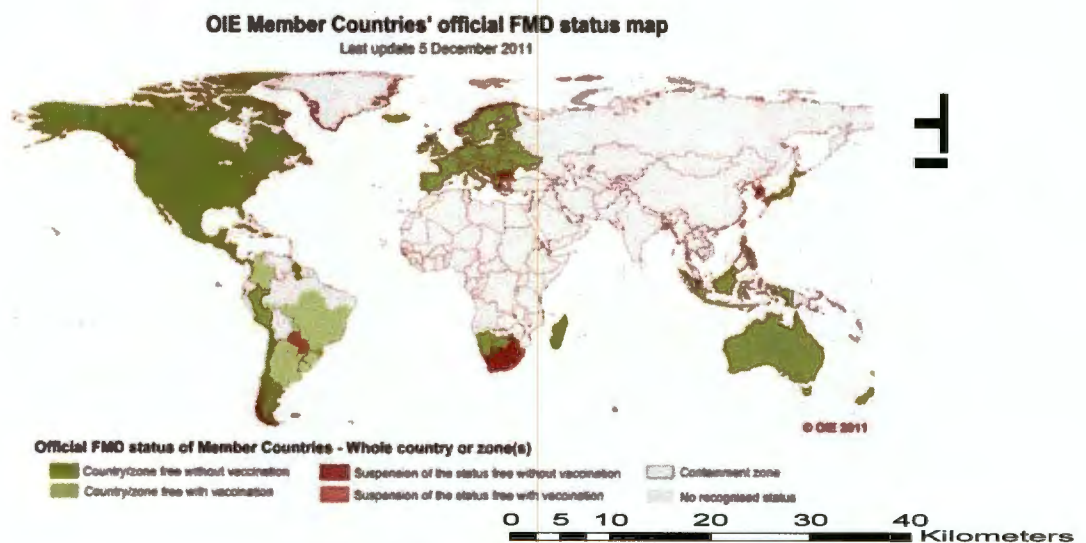 OIE Member Countries' official FMD status map
Last update 5 December 2011
© OIE 2011
Official FMD status of Member Countries - Whole country or zone(s)
Country/zone free without vaccination
Suspension of the status free without vaccination
Containment zone
Country/zone free with vaccination
Suspension of the status free with vaccination
No recognised status
0 5 10 20 30 40
Kilometers